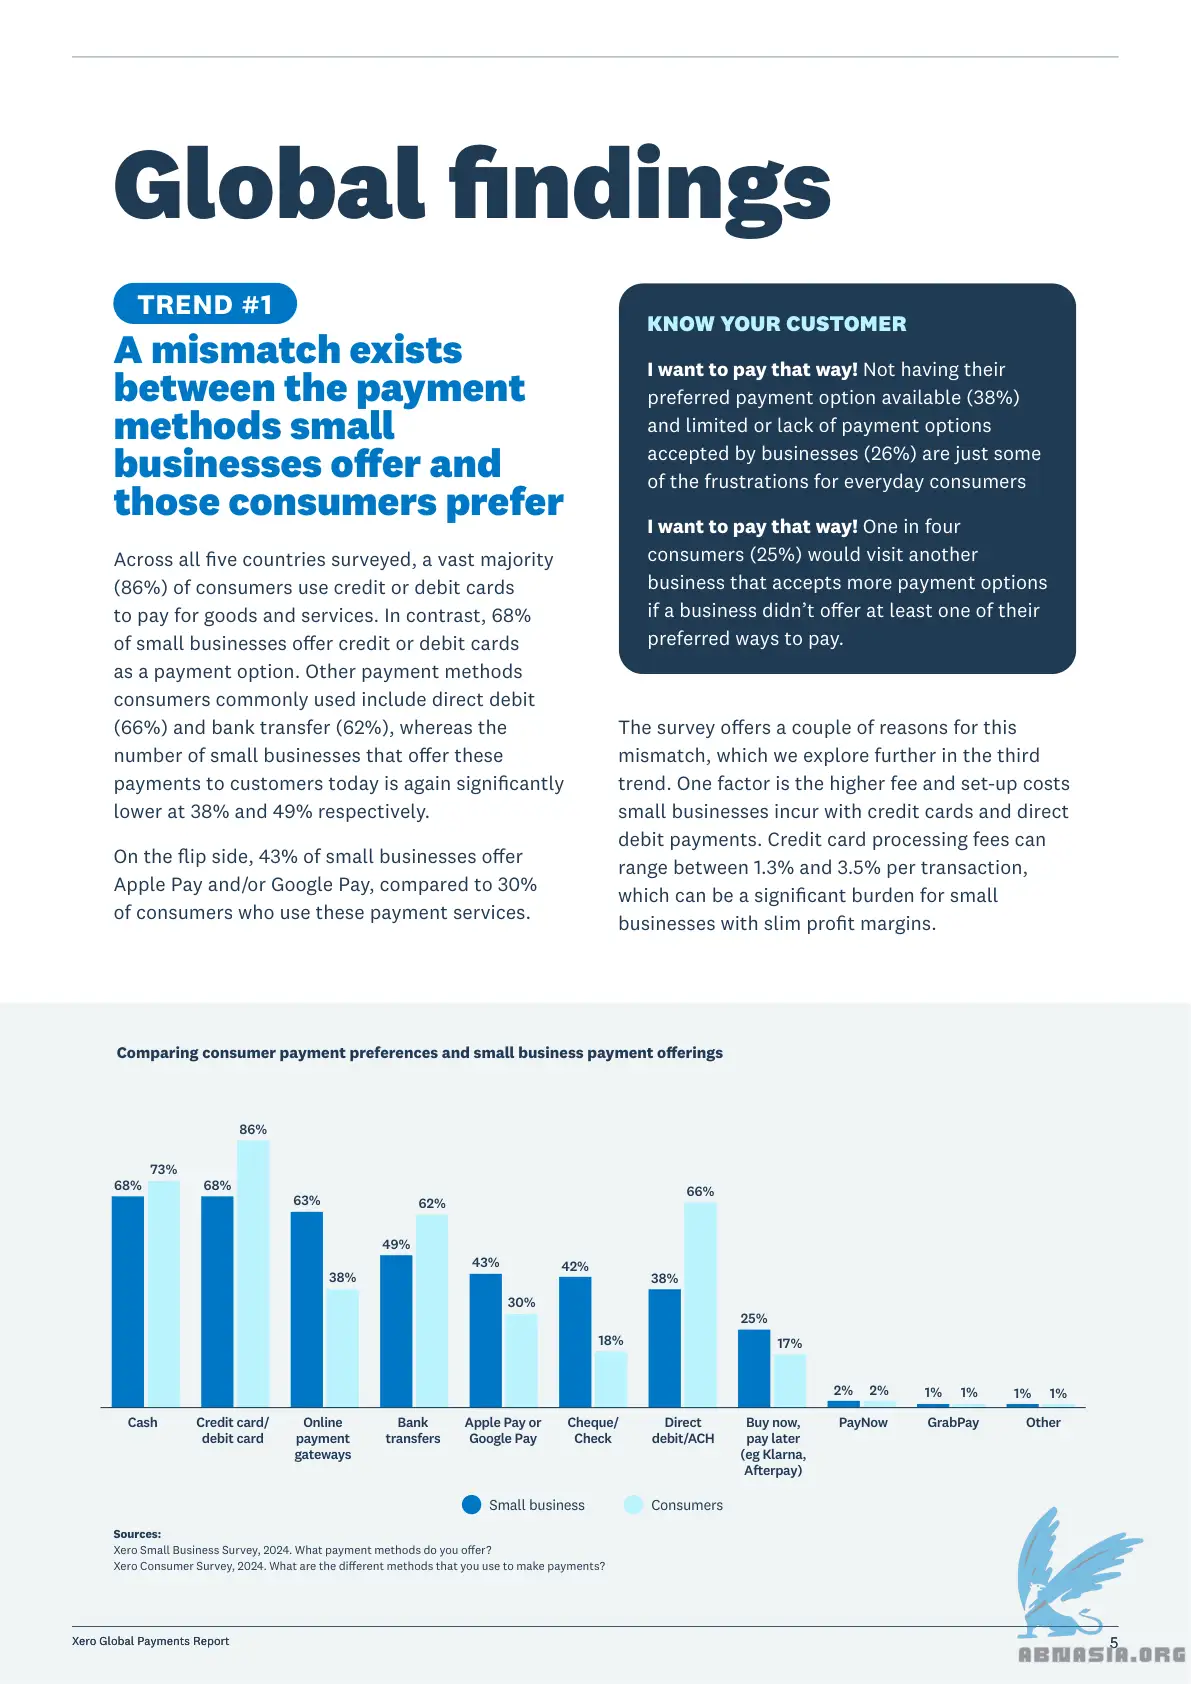 Global findings
TREND #1
A mismatch exists
between the payment
methods small
businesses offer and
those consumers prefer
Across all five countries surveyed, a vast majority
(86%) of consumers use credit or debit cards
to pay for goods and services. In contrast, 68%
of small businesses offer credit or debit cards
as a payment option. Other payment methods
consumers commonly used include direct debit
(66%) and bank transfer (62%), whereas the
number of small businesses that offer these
payments to customers today is again significantly
lower at 38% and 49% respectively.
On the flip side, 43% of small businesses offer
Apple Pay and/or Google Pay, compared to 30%
of consumers who use these payment services.
KNOW YOUR CUSTOMER
I want to pay that way! Not having their
preferred payment option available (38%)
and limited or lack of payment options
accepted by businesses (26%) are just some
of the frustrations for everyday consumers
I want to pay that way! One in four
consumers (25%) would visit another
business that accepts more payment options
if a business didn't offer at least one of their
preferred ways to pay.
The survey offers a couple of reasons for this
mismatch, which we explore further in the third
trend. One factor is the higher fee and set-up costs
small businesses incur with credit cards and direct
debit payments. Credit card processing fees can
range between 1.3% and 3.5% per transaction,
which can be a significant burden for small
businesses with slim profit margins.
Comparing consumer payment preferences and small business payment offerings
68% 73% 68% 86% 63% 38% 49% 62% 43% 30% 42% 18% 38% 66% 25% 17% 2% 2% 1% 1% 1% 1%
Cash
Credit card/
debit card
Online
payment
gateways
Bank
transfers
Apple Pay or
Google Pay
Cheque/
Check
Direct
debit/ACH
Buy now,
pay later
(eg Klarna,
Afterpay)
PayNow
GrabPay
Other
Small business
Consumers
Sources:
Xero Small Business Survey, 2024. What payment methods do you offer?
Xero Consumer Survey, 2024. What are the different methods that you use to make payments?
Xero Global Payments Report
5
ABNASIA.ORG